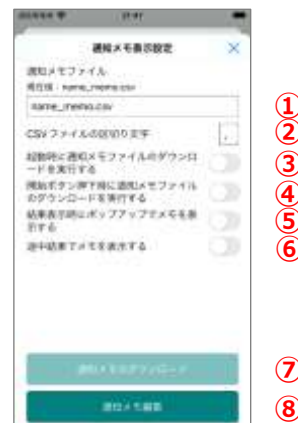 通知メモ表示設定
通知メモファイル
現在値：name_memo.csv
name_memo.csv
①
CSVファイルの区切り文字
,
②
起動時に通知メモファイルのダウンロ
ードを実行する
③
開始ボタン押下時に通知メモファイル
のダウンロードを実行する
④
結果表示時にポップアップでメモを表
示する
⑤
途中結果でメモを表示する
⑥
通知メモのダウンロード
⑦
通知メモ編集
⑧